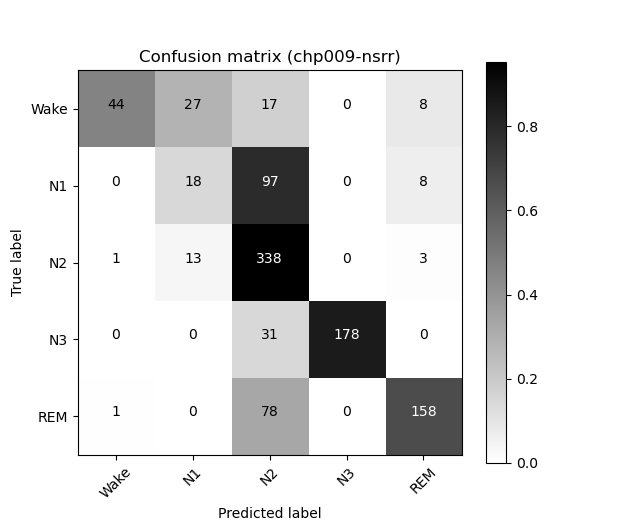 Confusion matrix (chp009-nsrr)
True label
Wake 44 27 17 0 8
N1 0 18 97 0 8
N2 1 13 338 0 3
N3 0 0 31 178 0
REM 1 0 78 0 158
Wake N1 N2 N3 REM
Predicted label
0.8
0.6
0.4
0.2
0.0